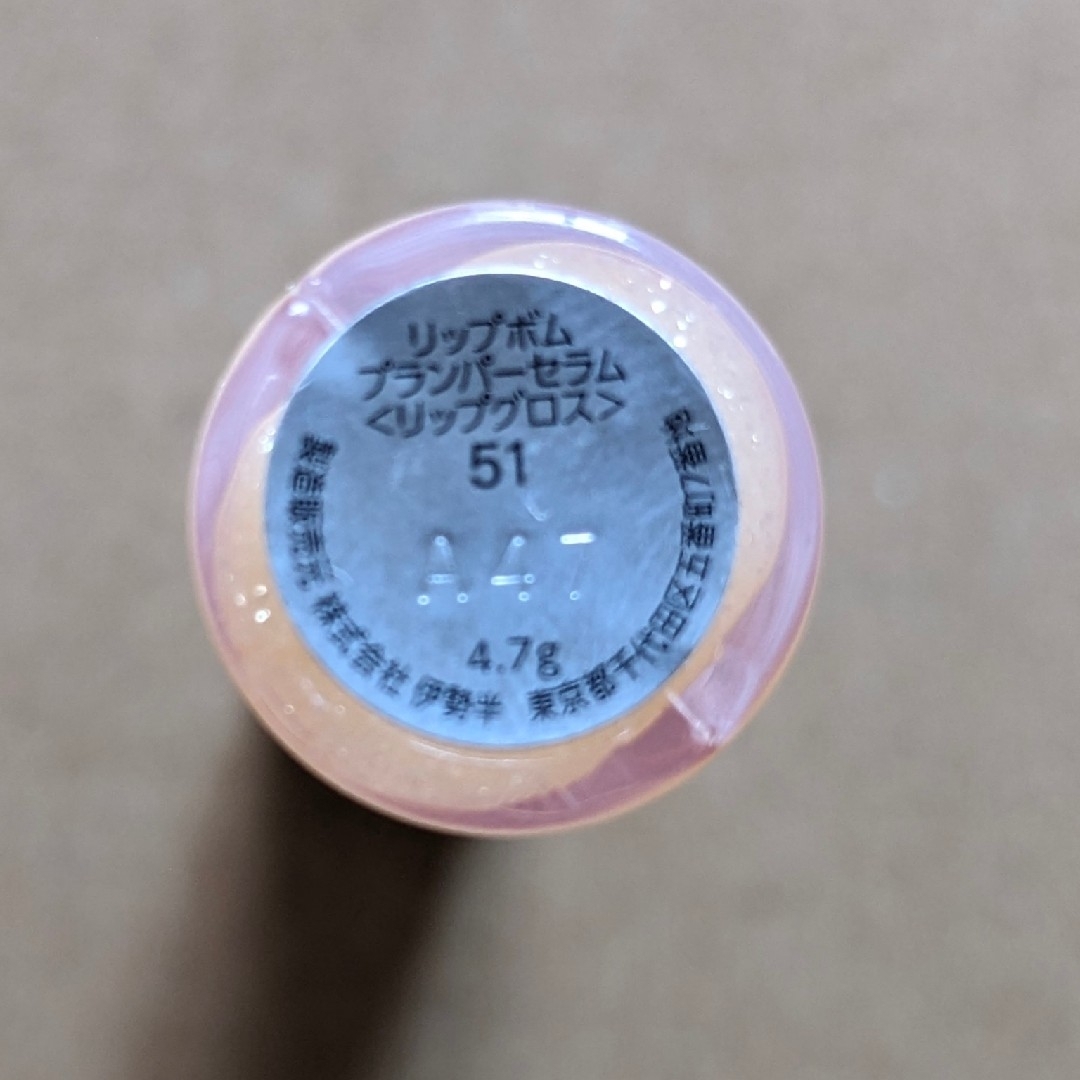 リップボム
プランパーセラム
<リップグロス>
51
A47
4.7g
製造販売元 株式会社 伊勢半 東京都千代田区四番町